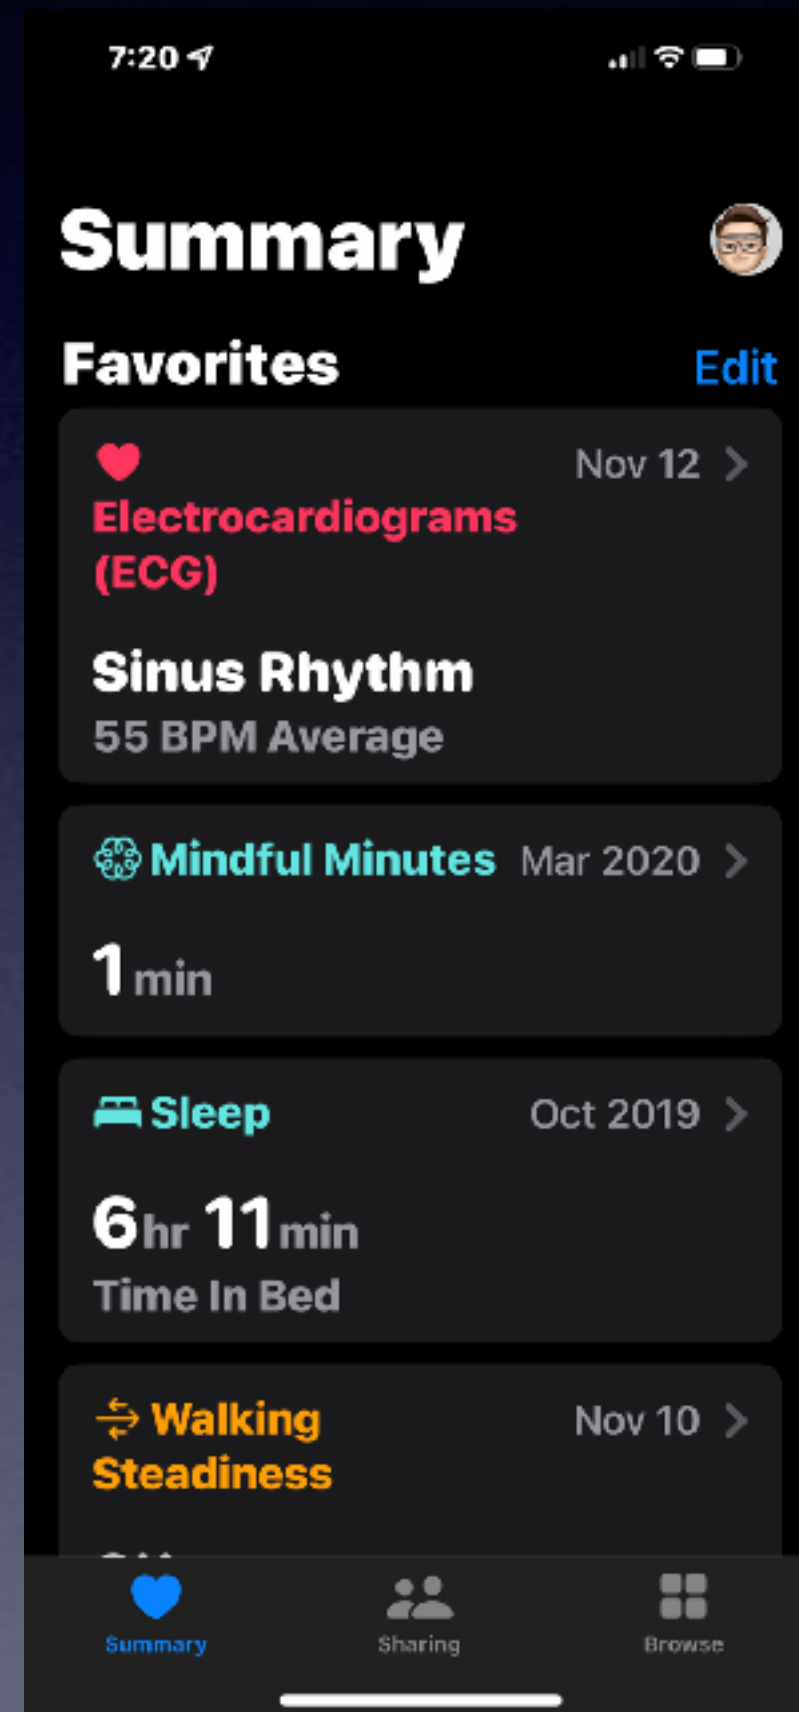 7:20
Summary
Favorites
Edit
Nov 12
Electrocardiograms
(ECG)
Sinus Rhythm
55 BPM Average
Mindful Minutes Mar 2020
1 min
Sleep Oct 2019
6 hr 11 min
Time In Bed
Walking Nov 10
Steadiness
Summary Sharing Browse